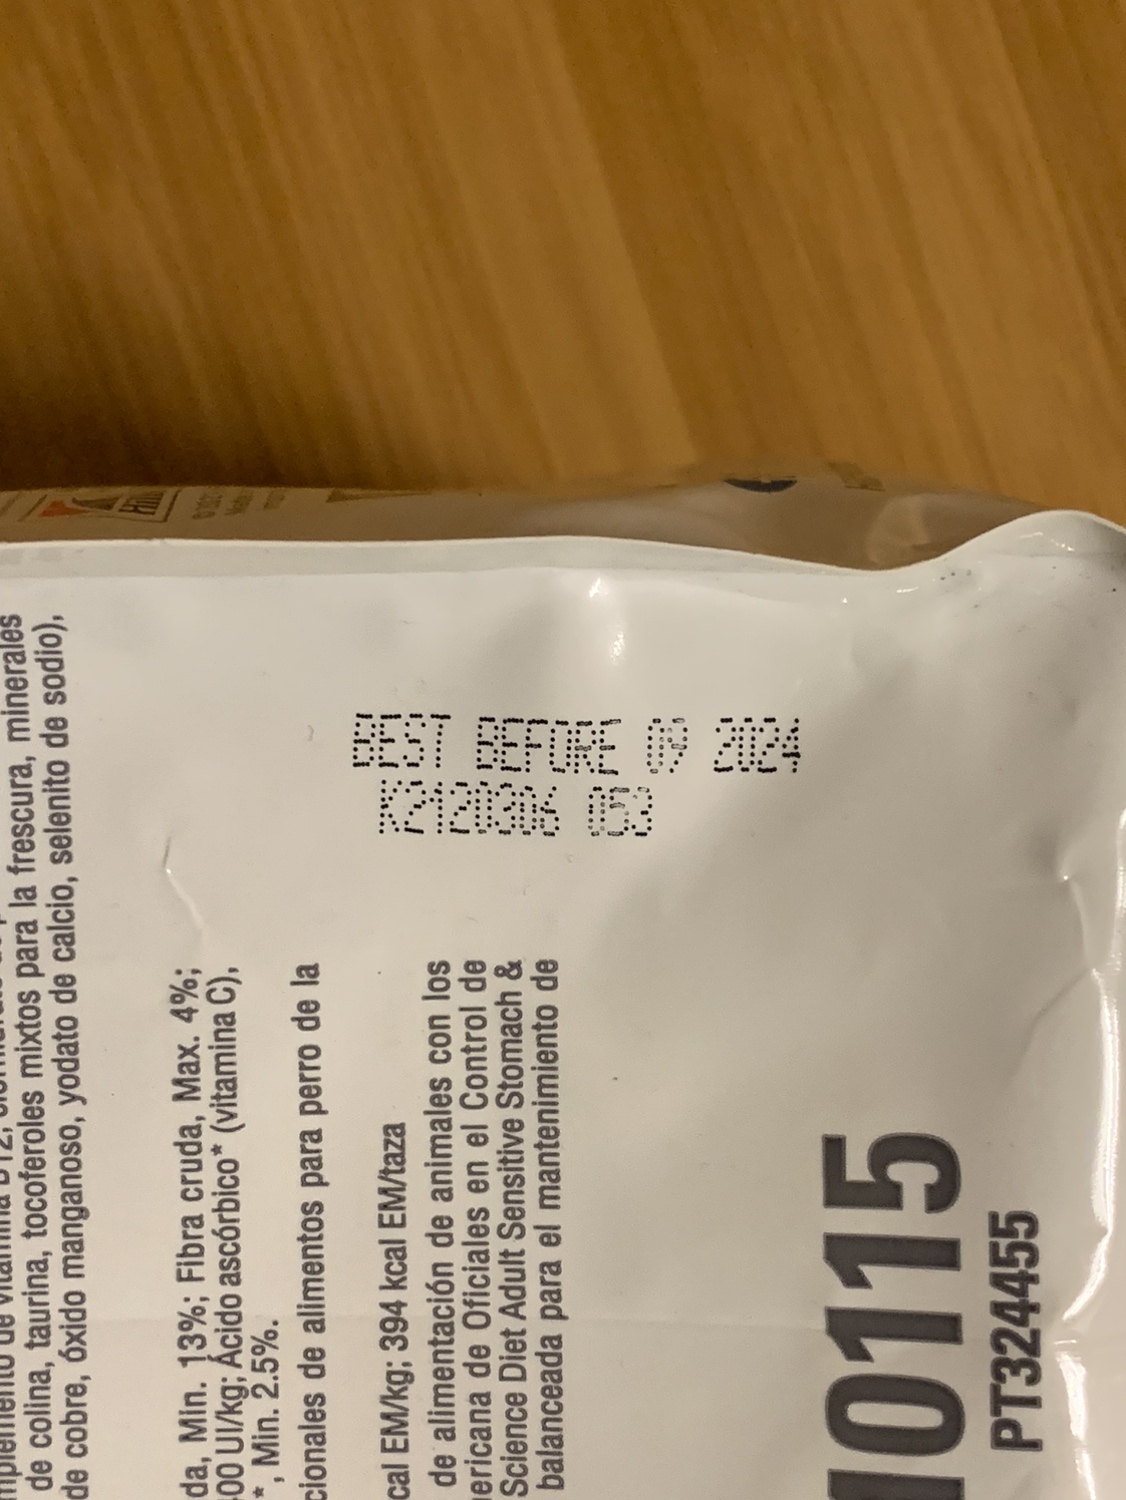 BEST BEFORE 09 2024
K2120306 053
de colina, taurina, tocoferoles mixtos para la frescura, minerales
de cobre, óxido manganoso, yodato de calcio, selenito de sodio),
da, Min. 13%; Fibra cruda, Max. 4%;
00 UI/kg; Ácido ascórbico* (vitamina C),
*, Min. 2.5%.
cionales de alimentos para perro de la
cal EM/kg; 394 kcal EM/taza
de alimentación de animales con los
ericana de Oficiales en el Control de
Science Diet Adult Sensitive Stomach &
balanceada para el mantenimiento de
10115
PT324455